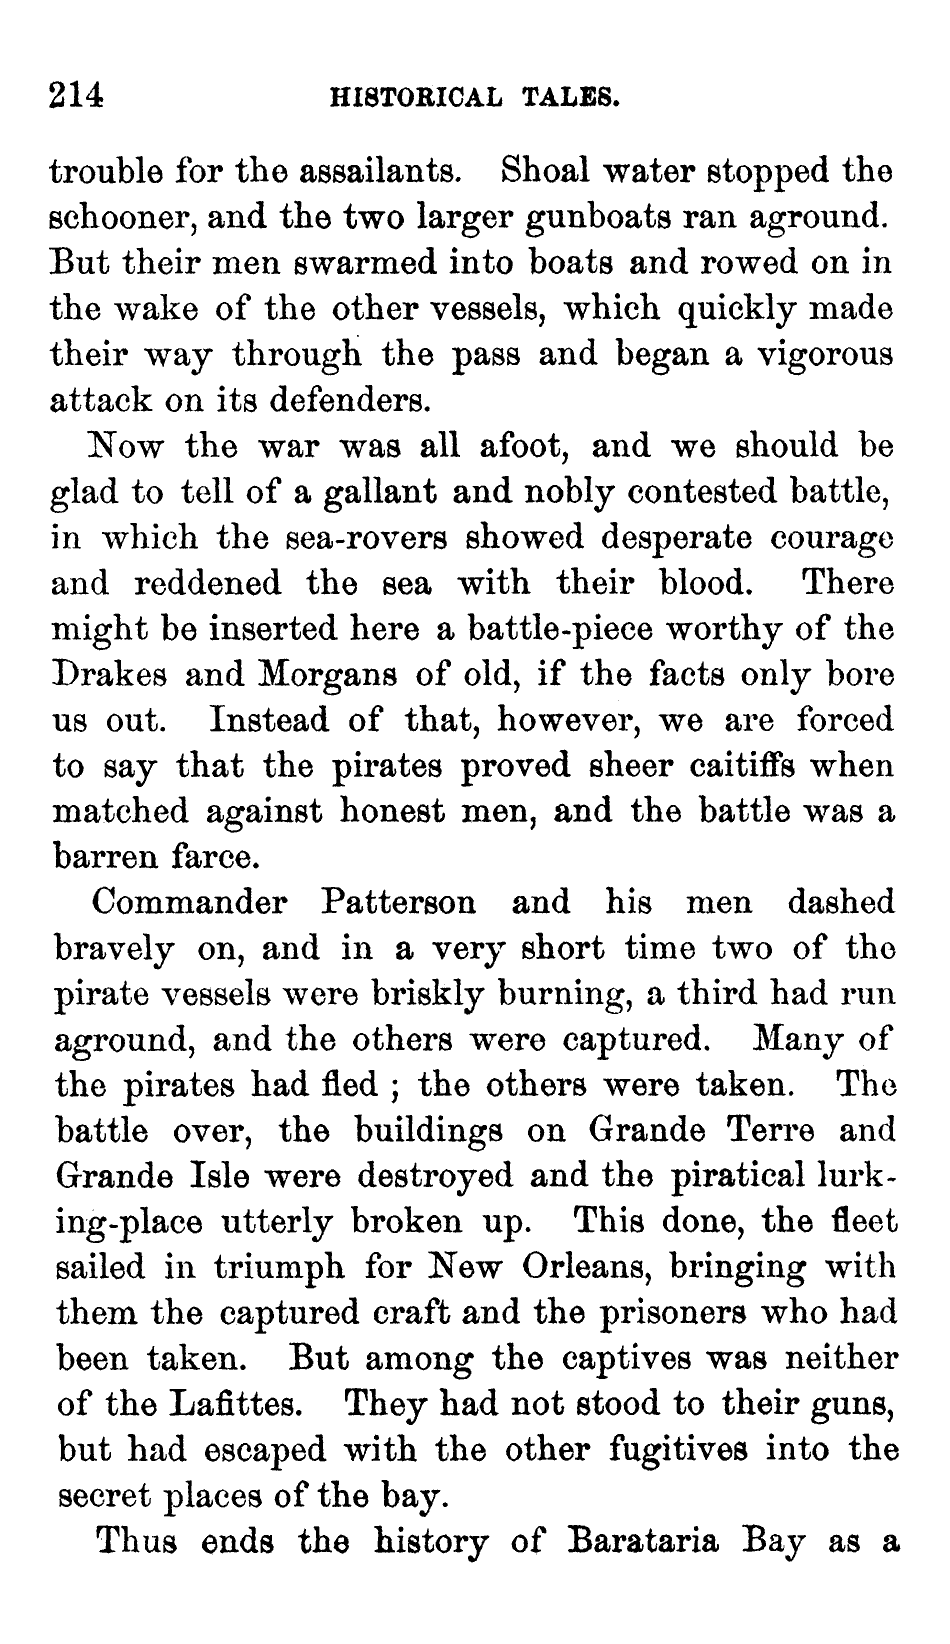 214 HISTORICAL TALES.
trouble for the assailants. Shoal water stopped the
schooner, and the two larger gunboats ran aground.
But their men swarmed into boats and rowed on in
the wake of the other vessels, which quickly made
their way through the pass and began a vigorous
attack on its defenders.
Now the war was all afoot, and we should be
glad to tell of a gallant and nobly contested battle,
in which the sea-rovers showed desperate courage
and reddened the sea with their blood. There
might be inserted here a battle-piece worthy of the
Drakes and Morgans of old, if the facts only bore
us out. Instead of that, however, we are forced
to say that the pirates proved sheer caitiffs when
matched against honest men, and the battle was a
barren farce.
Commander Patterson and his men dashed
bravely on, and in a very short time two of the
pirate vessels were briskly burning, a third had run
aground, and the others were captured. Many of
the pirates had fled ; the others were taken. The
battle over, the buildings on Grande Terre and
Grande Isle were destroyed and the piratical lurk-
ing-place utterly broken up. This done, the fleet
sailed in triumph for New Orleans, bringing with
them the captured craft and the prisoners who had
been taken. But among the captives was neither
of the Lafittes. They had not stood to their guns,
but had escaped with the other fugitives into the
secret places of the bay.
Thus ends the history of Barataria Bay as a